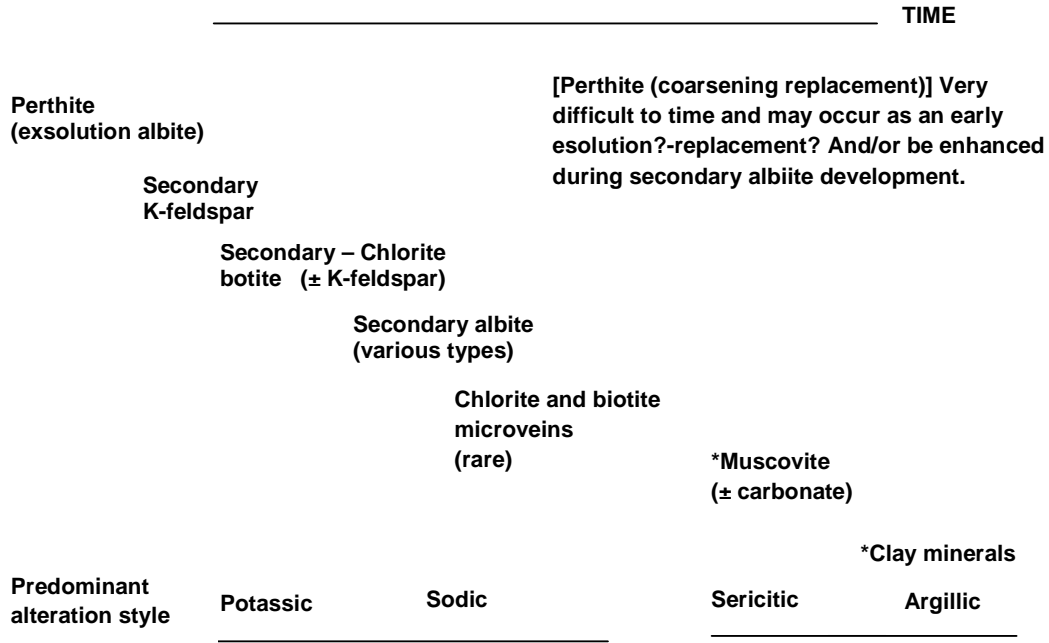 TIME
Perthite
(exsolution albite)
[Perthite (coarsening replacement)] Very
difficult to time and may occur as an early
esolution?-replacement? And/or be enhanced
during secondary albiite development.
Secondary
K-feldspar
Secondary – Chlorite
botite (± K-feldspar)
Secondary albite
(various types)
Chlorite and biotite
microveins
(rare)
*Muscovite
(± carbonate)
*Clay minerals
Predominant
alteration style
Potassic
Sodic
Sericitic
Argillic